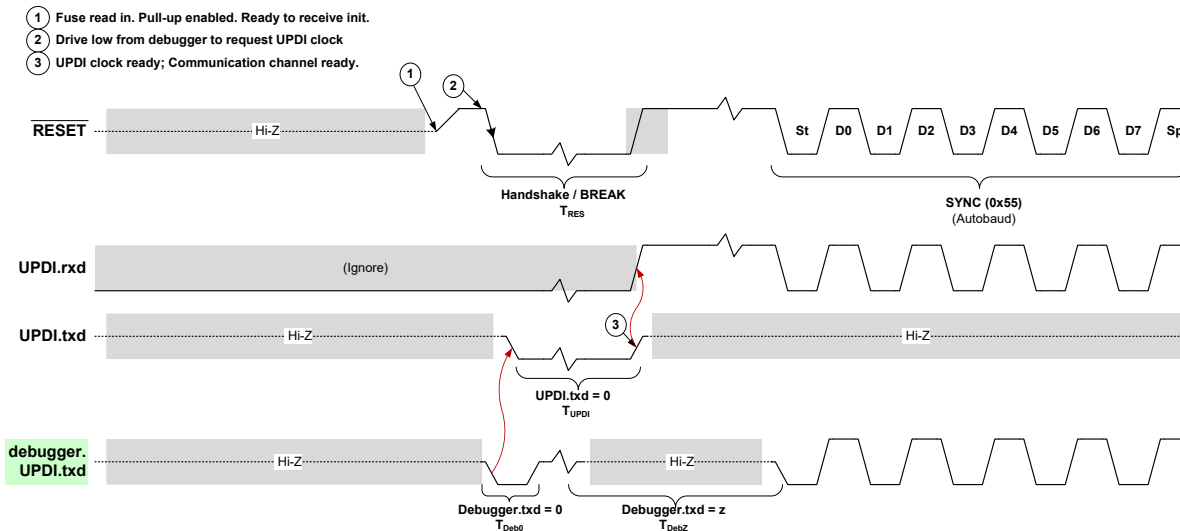 1 Fuse read in. Pull-up enabled. Ready to receive init.
2 Drive low from debugger to request UPDI clock
3 UPDI clock ready; Communication channel ready.
1
2
RESET
Hi-Z
St D0 D1 D2 D3 D4 D5 D6 D7 Sp
Handshake / BREAK
TRES
SYNC (0x55)
(Autobaud)
UPDI.rxd
(Ignore)
UPDI.txd
Hi-Z
3
Hi-Z
UPDI.txd = 0
TUPDI
debugger.
UPDI.txd
Hi-Z
Hi-Z
Debugger.txd = 0
TDeb0
Debugger.txd = z
TDebZ